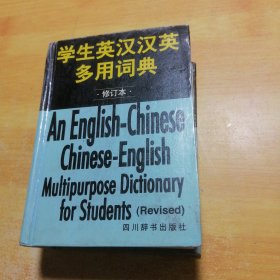 学生英汉汉英
多用词典
·修订本·
An English-Chinese
Chinese-English
Multipurpose Dictionary
for Students (Revised)
四川辞书出版社